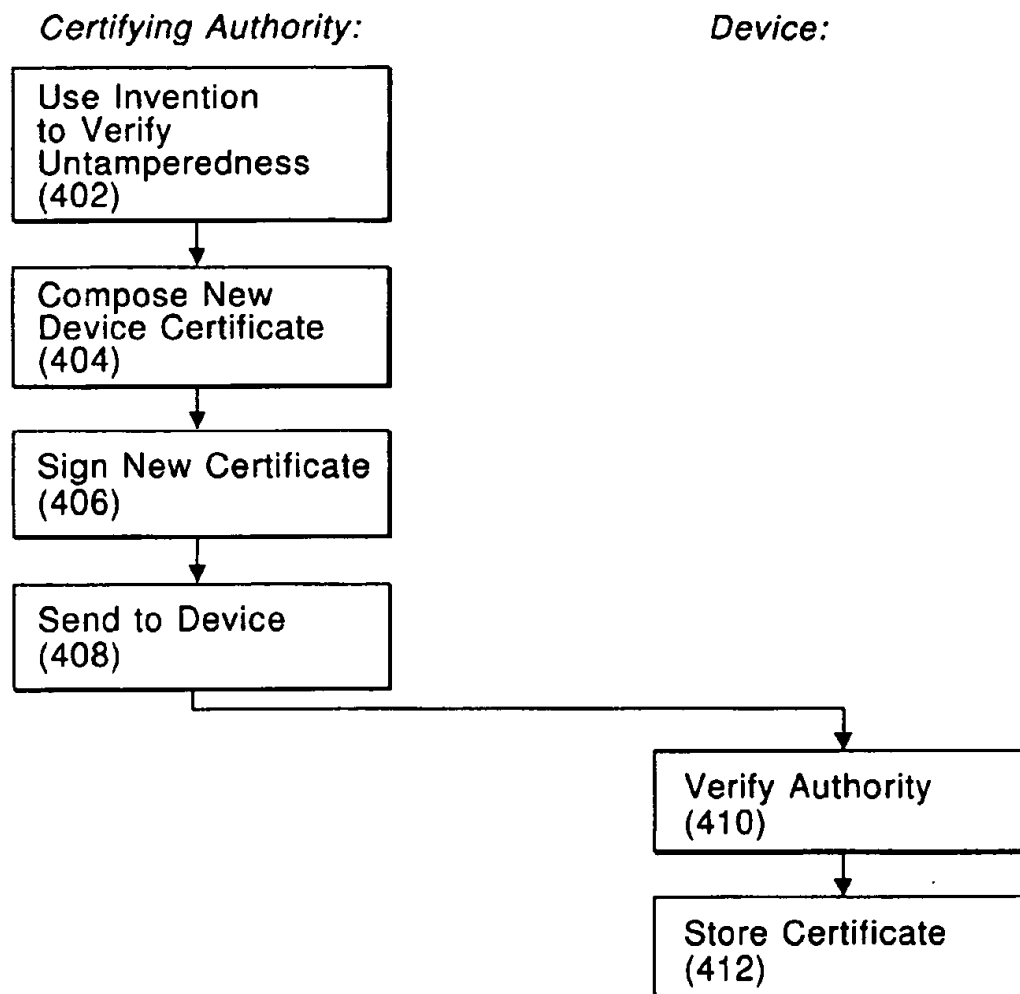 Certifying Authority:
Device:
Use Invention
to Verify
Untamperedness
(402)
Compose New
Device Certificate
(404)
Sign New Certificate
(406)
Send to Device
(408)
Verify Authority
(410)
Store Certificate
(412)